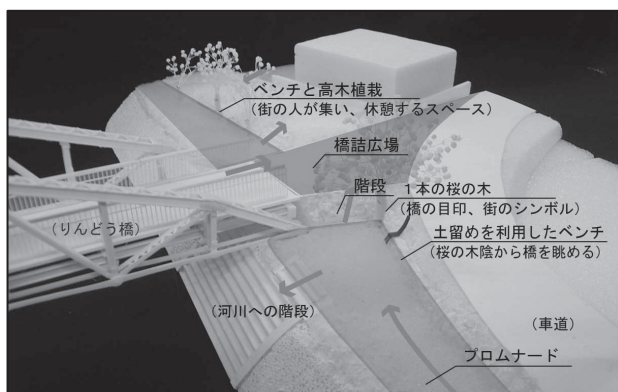 ベンチと高木植栽
（街の人が集い、休憩するスペース）
橋詰広場
階段
1本の桜の木
（橋の目印、街のシンボル）
（りんどう橋）
土留めを利用したベンチ
（桜の木陰から橋を眺める）
（河川への階段）
（車道）
プロムナード